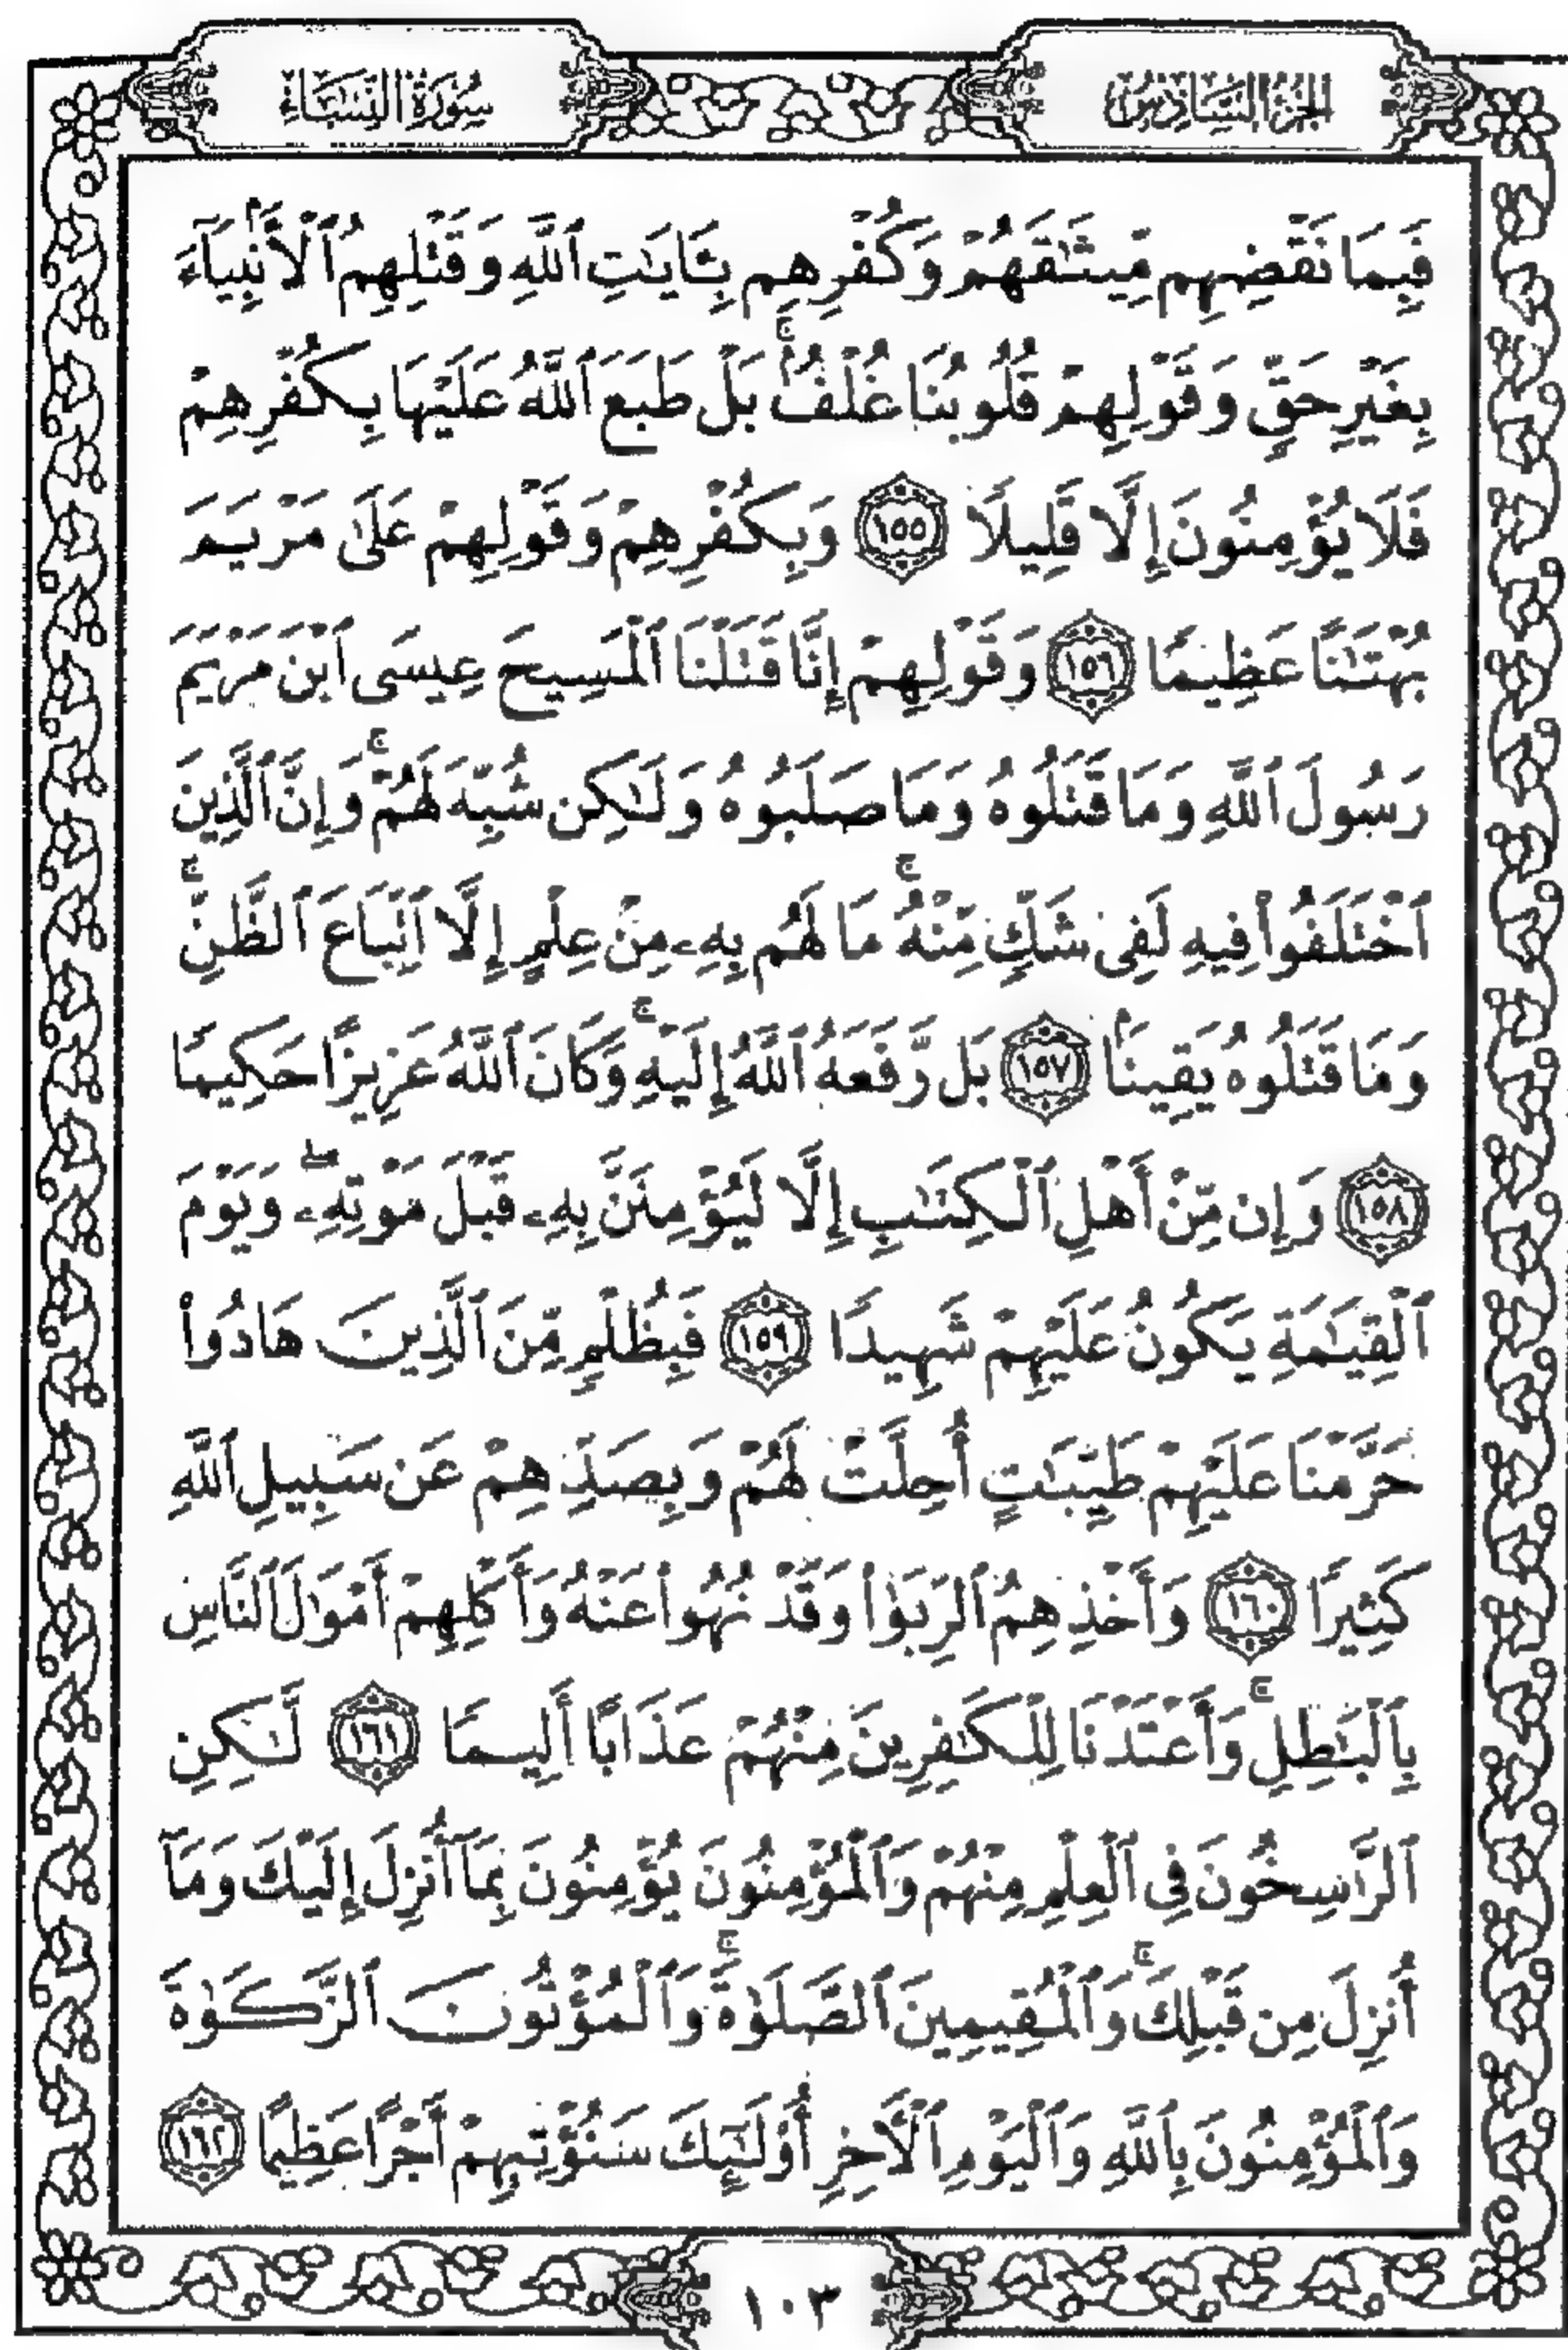 الجزء السادس
سورة النساء
فَبِمَا نَقْضِهِم مِّيثَٰقَهُمْ وَكُفْرِهِم بِـَٔايَٰتِ ٱللَّهِ وَقَتْلِهِمُ ٱلْأَنۢبِيَآءَ
بِغَيْرِ حَقٍّ وَقَوْلِهِمْ قُلُوبُنَا غُلْفٌۢ ۚ بَلْ طَبَعَ ٱللَّهُ عَلَيْهَا بِكُفْرِهِمْ
فَلَا يُؤْمِنُونَ إِلَّا قَلِيلًا ١٥٥ وَبِكُفْرِهِمْ وَقَوْلِهِمْ عَلَىٰ مَرْيَمَ
بُهْتَٰنًا عَظِيمًا ١٥٦ وَقَوْلِهِمْ إِنَّا قَتَلْنَا ٱلْمَسِيحَ عِيسَى ٱبْنَ مَرْيَمَ
رَسُولَ ٱللَّهِ وَمَا قَتَلُوهُ وَمَا صَلَبُوهُ وَلَٰكِن شُبِّهَ لَهُمْ ۚ وَإِنَّ ٱلَّذِينَ
ٱخْتَلَفُوا۟ فِيهِ لَفِى شَكٍّ مِّنْهُ ۚ مَا لَهُم بِهِۦ مِنْ عِلْمٍ إِلَّا ٱتِّبَاعَ ٱلظَّنِّ ۚ
وَمَا قَتَلُوهُ يَقِينًۢا ١٥٧ بَل رَّفَعَهُ ٱللَّهُ إِلَيْهِ ۚ وَكَانَ ٱللَّهُ عَزِيزًا حَكِيمًا
١٥٨ وَإِن مِّنْ أَهْلِ ٱلْكِتَٰبِ إِلَّا لَيُؤْمِنَنَّ بِهِۦ قَبْلَ مَوْتِهِۦ ۖ وَيَوْمَ
ٱلْقِيَٰمَةِ يَكُونُ عَلَيْهِمْ شَهِيدًا ١٥٩ فَبِظُلْمٍ مِّنَ ٱلَّذِينَ هَادُوا۟
حَرَّمْنَا عَلَيْهِمْ طَيِّبَٰتٍ أُحِلَّتْ لَهُمْ وَبِصَدِّهِمْ عَن سَبِيلِ ٱللَّهِ
كَثِيرًا ١٦٠ وَأَخْذِهِمُ ٱلرِّبَوٰا۟ وَقَدْ نُهُوا۟ عَنْهُ وَأَكْلِهِمْ أَمْوَٰلَ ٱلنَّاسِ
بِٱلْبَٰطِلِ ۚ وَأَعْتَدْنَا لِلْكَٰفِرِينَ مِنْهُمْ عَذَابًا أَلِيمًا ١٦١ لَّٰكِنِ
ٱلرَّٰسِخُونَ فِى ٱلْعِلْمِ مِنْهُمْ وَٱلْمُؤْمِنُونَ يُؤْمِنُونَ بِمَآ أُنزِلَ إِلَيْكَ وَمَآ
أُنزِلَ مِن قَبْلِكَ ۚ وَٱلْمُقِيمِينَ ٱلصَّلَوٰةَ ۚ وَٱلْمُؤْتُونَ ٱلزَّكَوٰةَ
وَٱلْمُؤْمِنُونَ بِٱللَّهِ وَٱلْيَوْمِ ٱلْـَٔاخِرِ أُو۟لَٰٓئِكَ سَنُؤْتِيهِمْ أَجْرًا عَظِيمًا ١٦٢
١٠٣